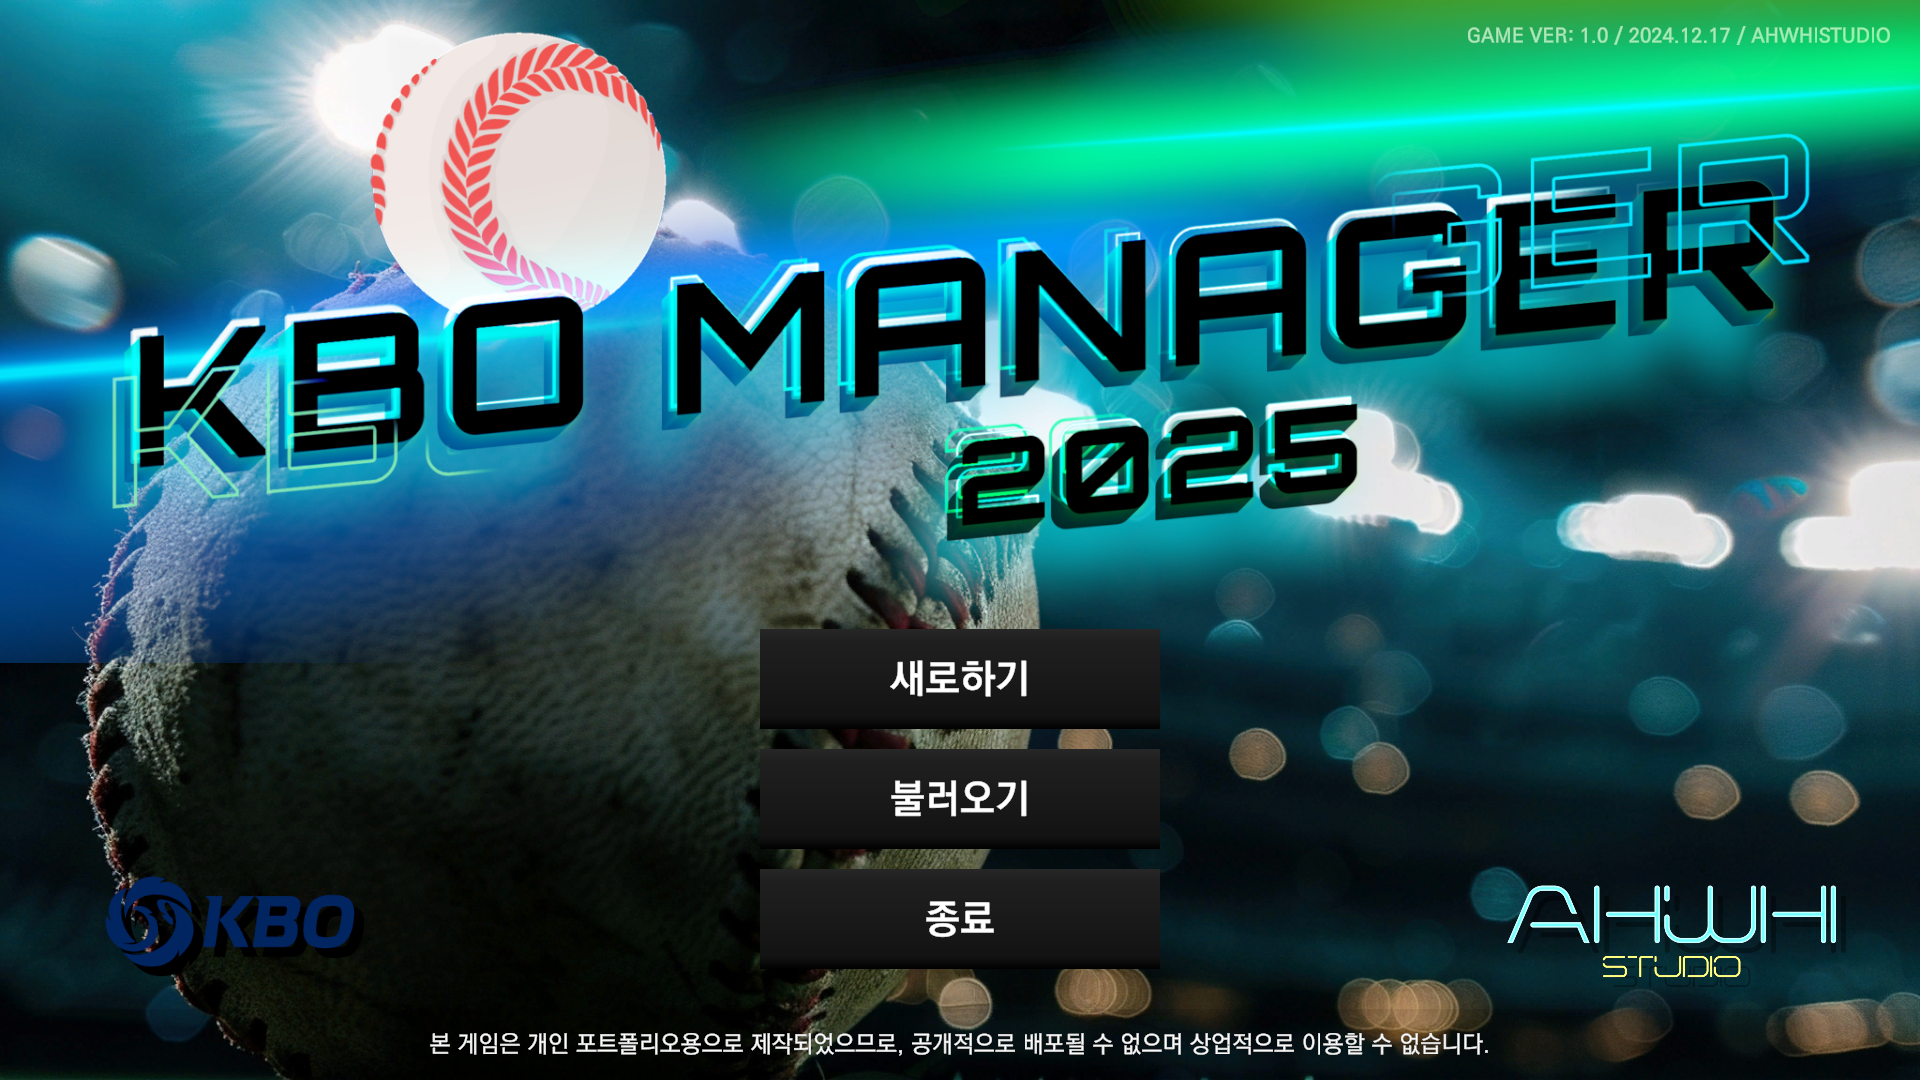 GAME VER: 1.0 / 2024.12.17 / AHWHISTUDIO
KBO MANAGER
2025
새로하기
불러오기
종료
KBO
AHWHI
STUDIO
본 게임은 개인 포트폴리오용으로 제작되었으므로, 공개적으로 배포될 수 없으며 상업적으로 이용할 수 없습니다.